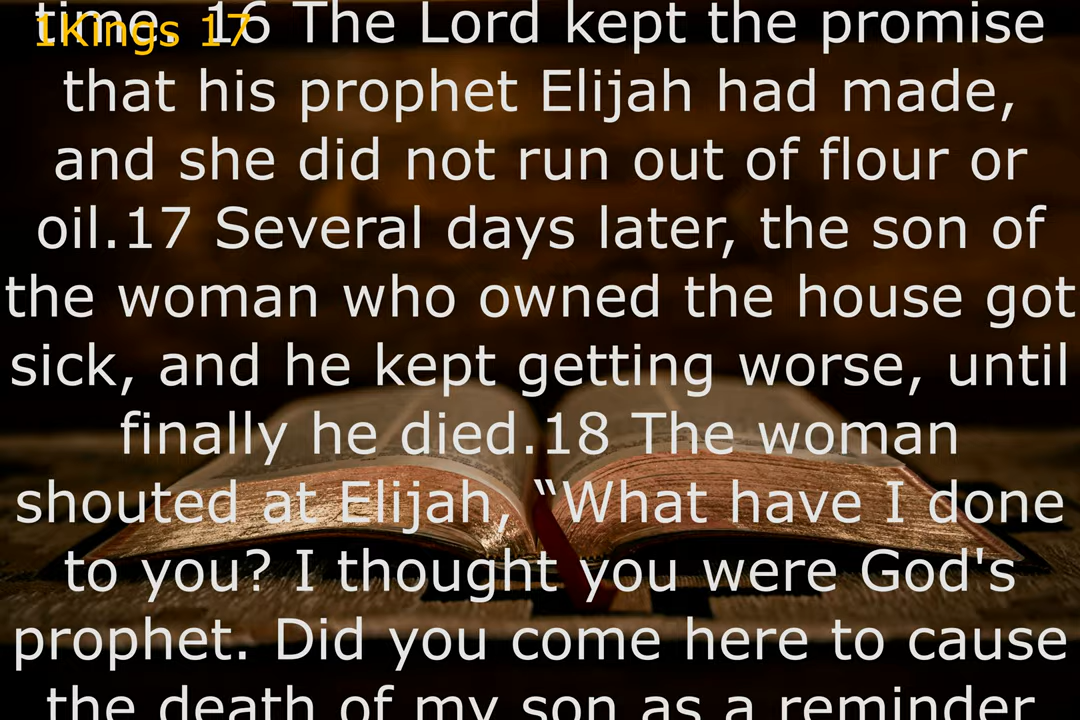 1Kings 17
time. 16 The Lord kept the promise
that his prophet Elijah had made,
and she did not run out of flour or
oil.17 Several days later, the son of
the woman who owned the house got
sick, and he kept getting worse, until
finally he died.18 The woman
shouted at Elijah, “What have I done
to you? I thought you were God's
prophet. Did you come here to cause
the death of my son as a reminder